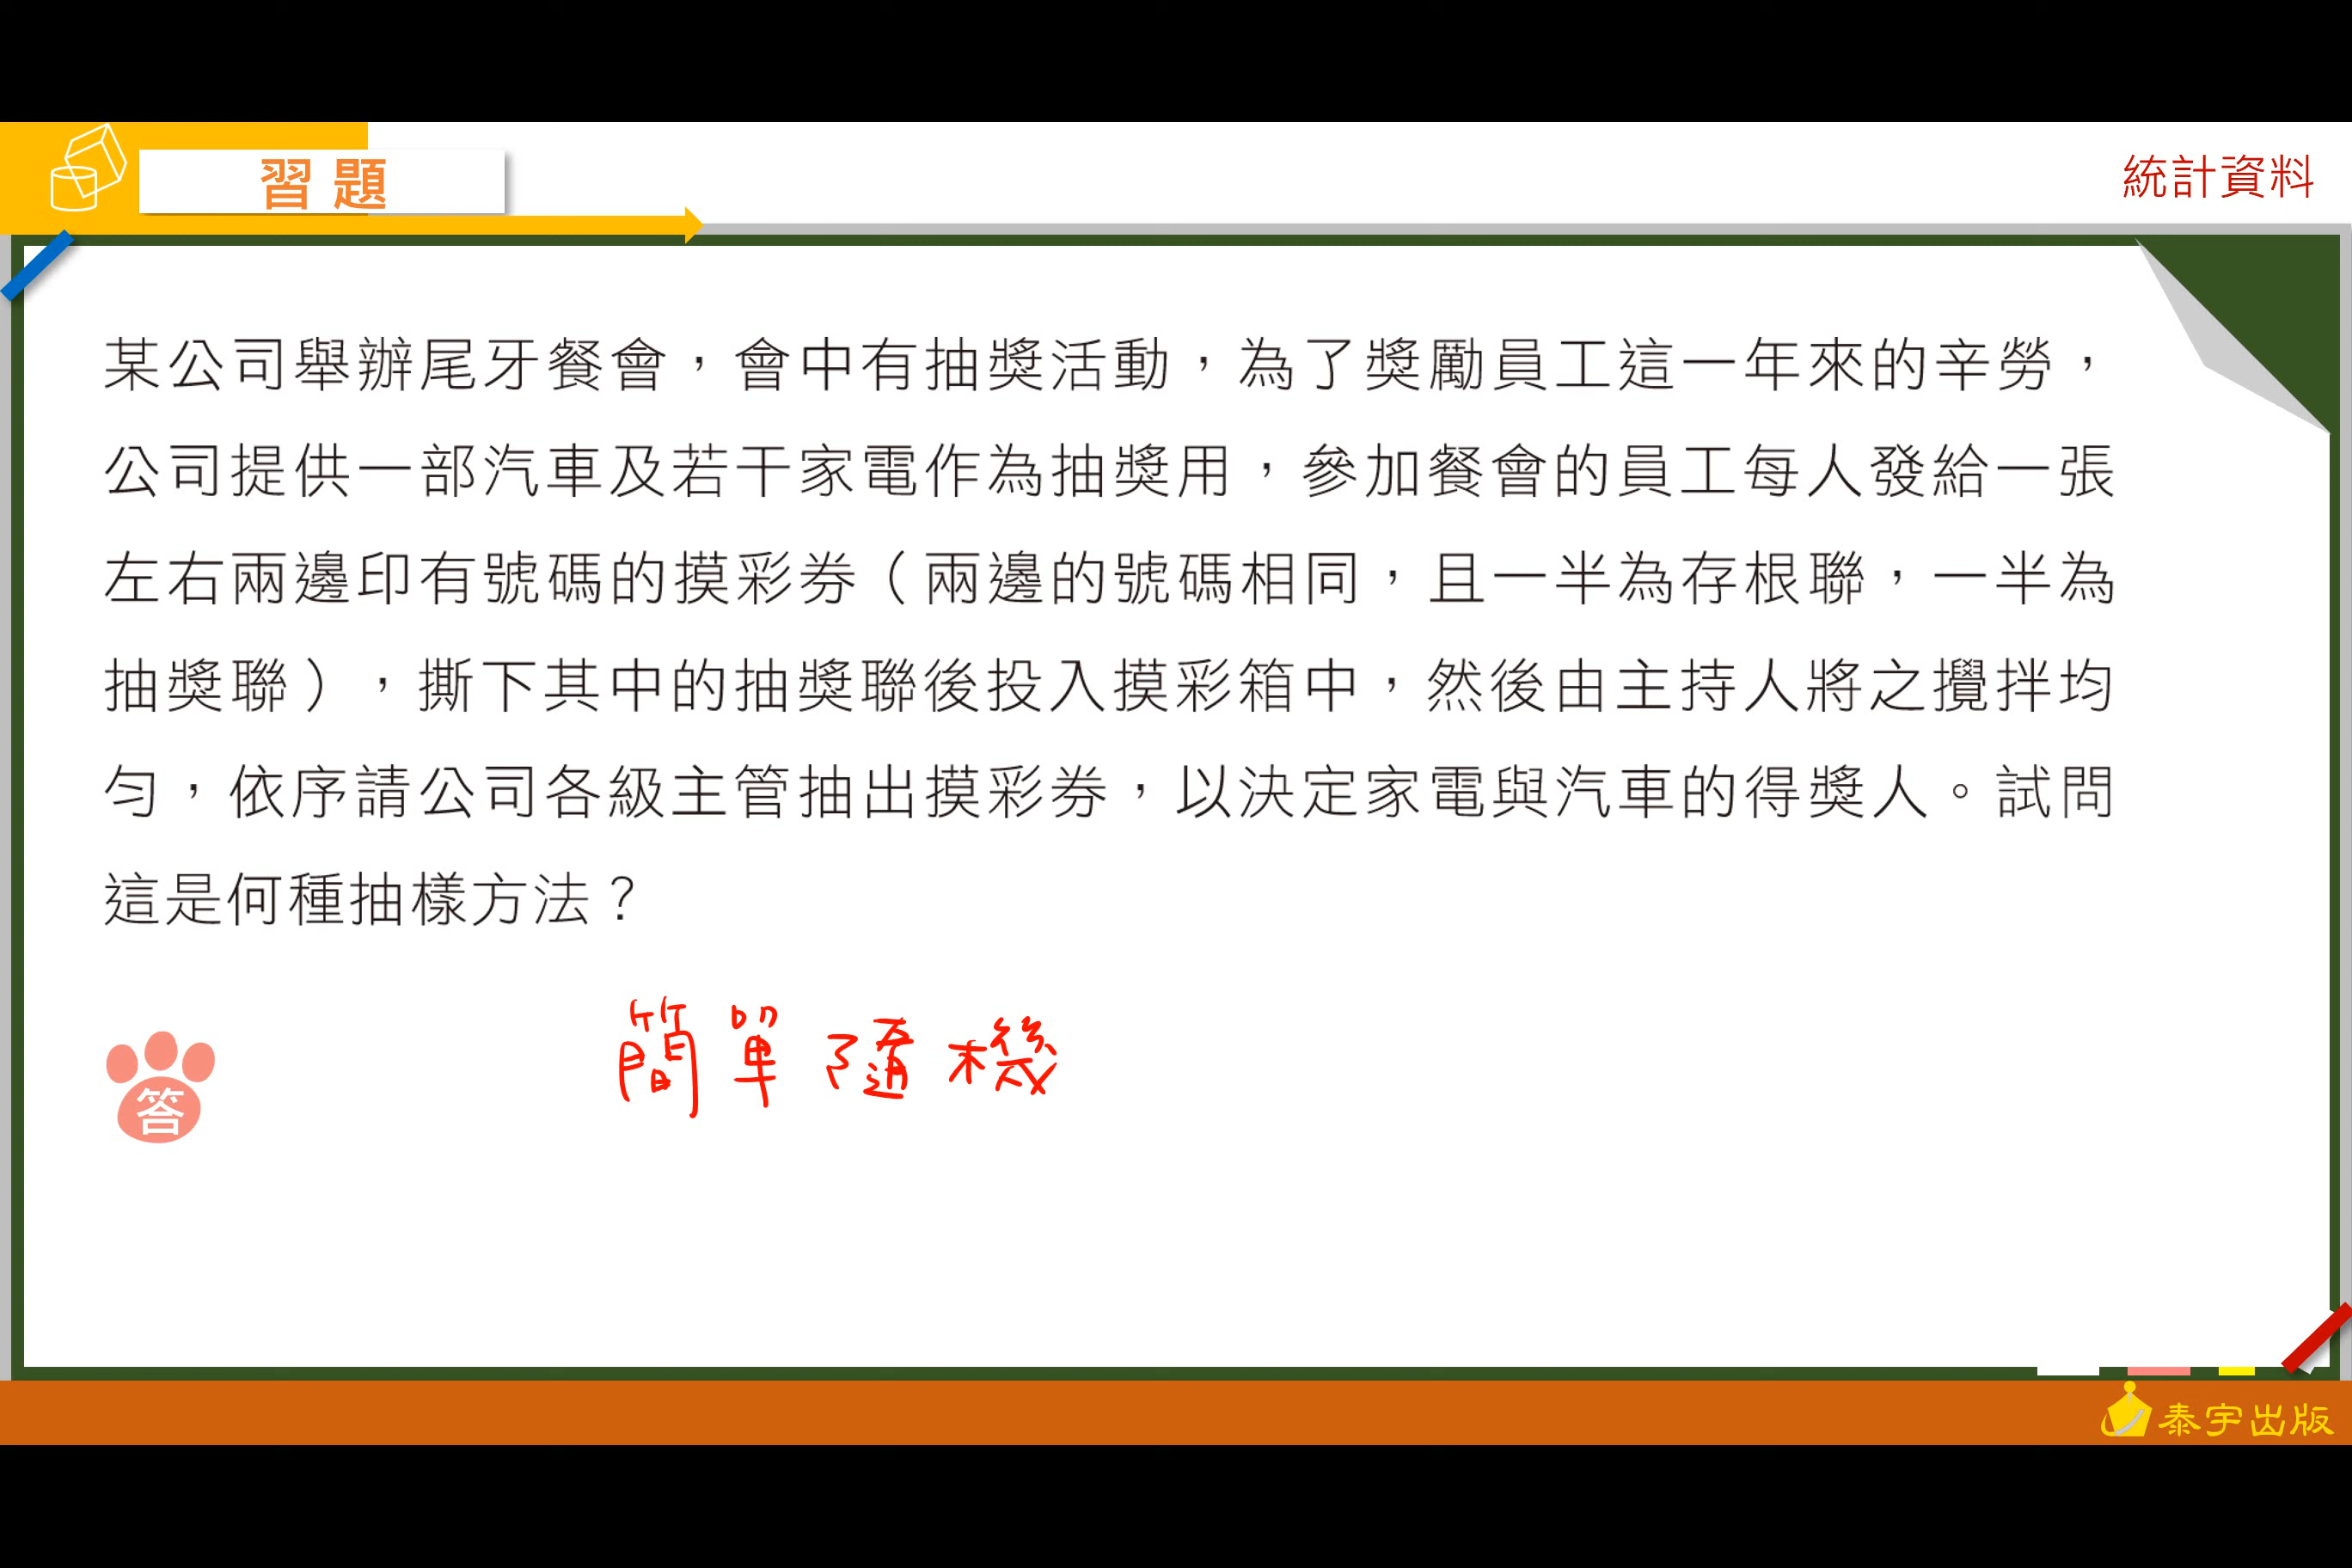 習題
統計資料
某公司舉辦尾牙餐會，會中有抽獎活動，為了獎勵員工這一年來的辛勞，
公司提供一部汽車及若干家電作為抽獎用，參加餐會的員工每人發給一張
左右兩邊印有號碼的摸彩券（兩邊的號碼相同，且一半為存根聯，一半為
抽獎聯），撕下其中的抽獎聯後投入摸彩箱中，然後由主持人將之攪拌均
勻，依序請公司各級主管抽出摸彩券，以決定家電與汽車的得獎人。試問
這是何種抽樣方法？
簡單隨機
答
泰宇出版